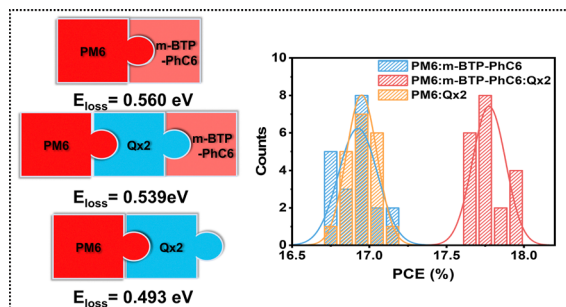 PM6
m-BTP
-PhC6
E_loss= 0.560 eV
PM6
Qx2
m-BTP
-PhC6
E_loss= 0.539eV
PM6
Qx2
E_loss= 0.493 eV
PM6:m-BTP-PhC6
PM6:m-BTP-PhC6:Qx2
PM6:Qx2
Counts
10
8
6
4
2
0
16.5 17.0 17.5 18.0
PCE (%)